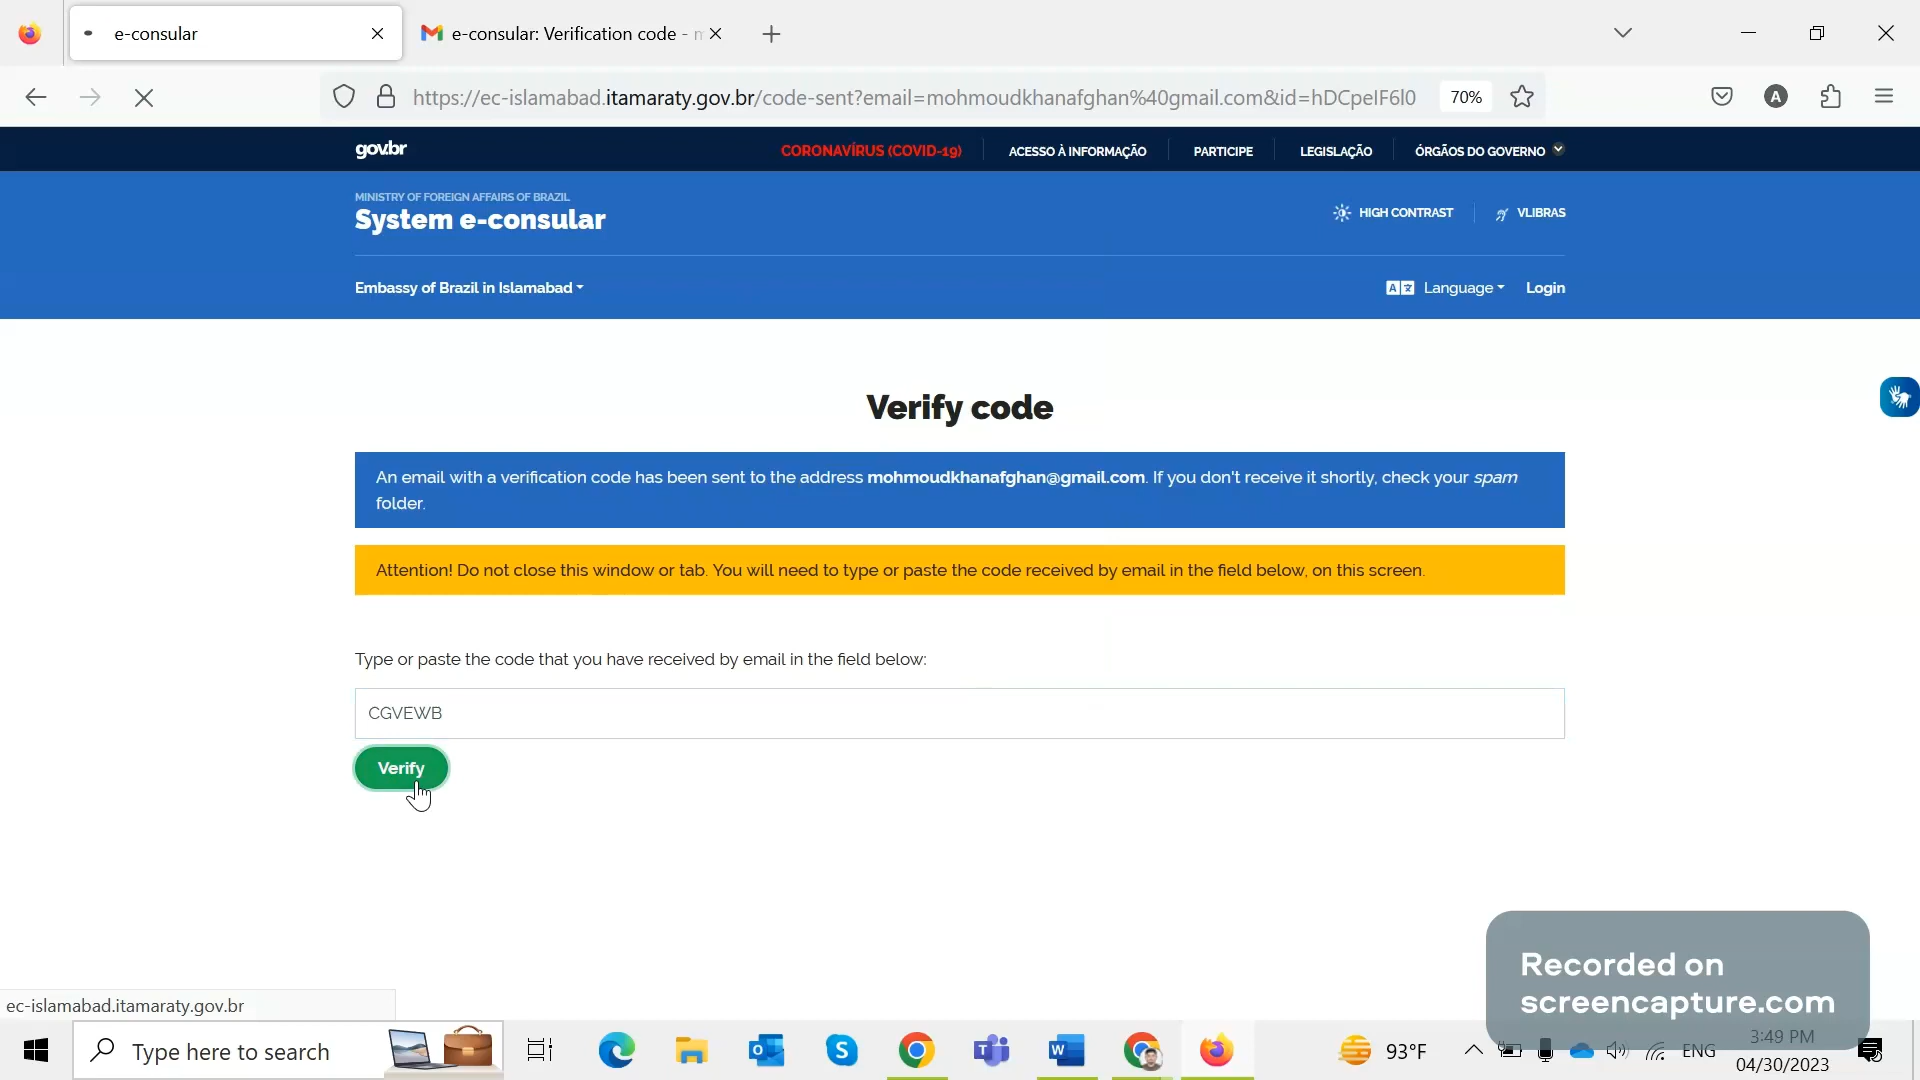 e-consular
e-consular: Verification code -
https://ec-islamabad.itamaraty.gov.br/code-sent?email=mohmoudkhanafghan%40gmail.com&id=hDCpeIF6l0
70%
A
gov.br
CORONAVÍRUS (COVID-19)
ACESSO À INFORMAÇÃO
PARTICIPE
LEGISLAÇÃO
ÓRGÃOS DO GOVERNO
MINISTRY OF FOREIGN AFFAIRS OF BRAZIL
System e-consular
HIGH CONTRAST
VLIBRAS
Embassy of Brazil in Islamabad
Language
Login
Verify code
An email with a verification code has been sent to the address mohmoudkhanafghan@gmail.com. If you don't receive it shortly, check your spam
folder.
Attention! Do not close this window or tab. You will need to type or paste the code received by email in the field below, on this screen.
Type or paste the code that you have received by email in the field below:
CGVEWB
Verify
Recorded on
screencapture.com
ec-islamabad.itamaraty.gov.br
Type here to search
93°F
ENG
3:49 PM
04/30/2023